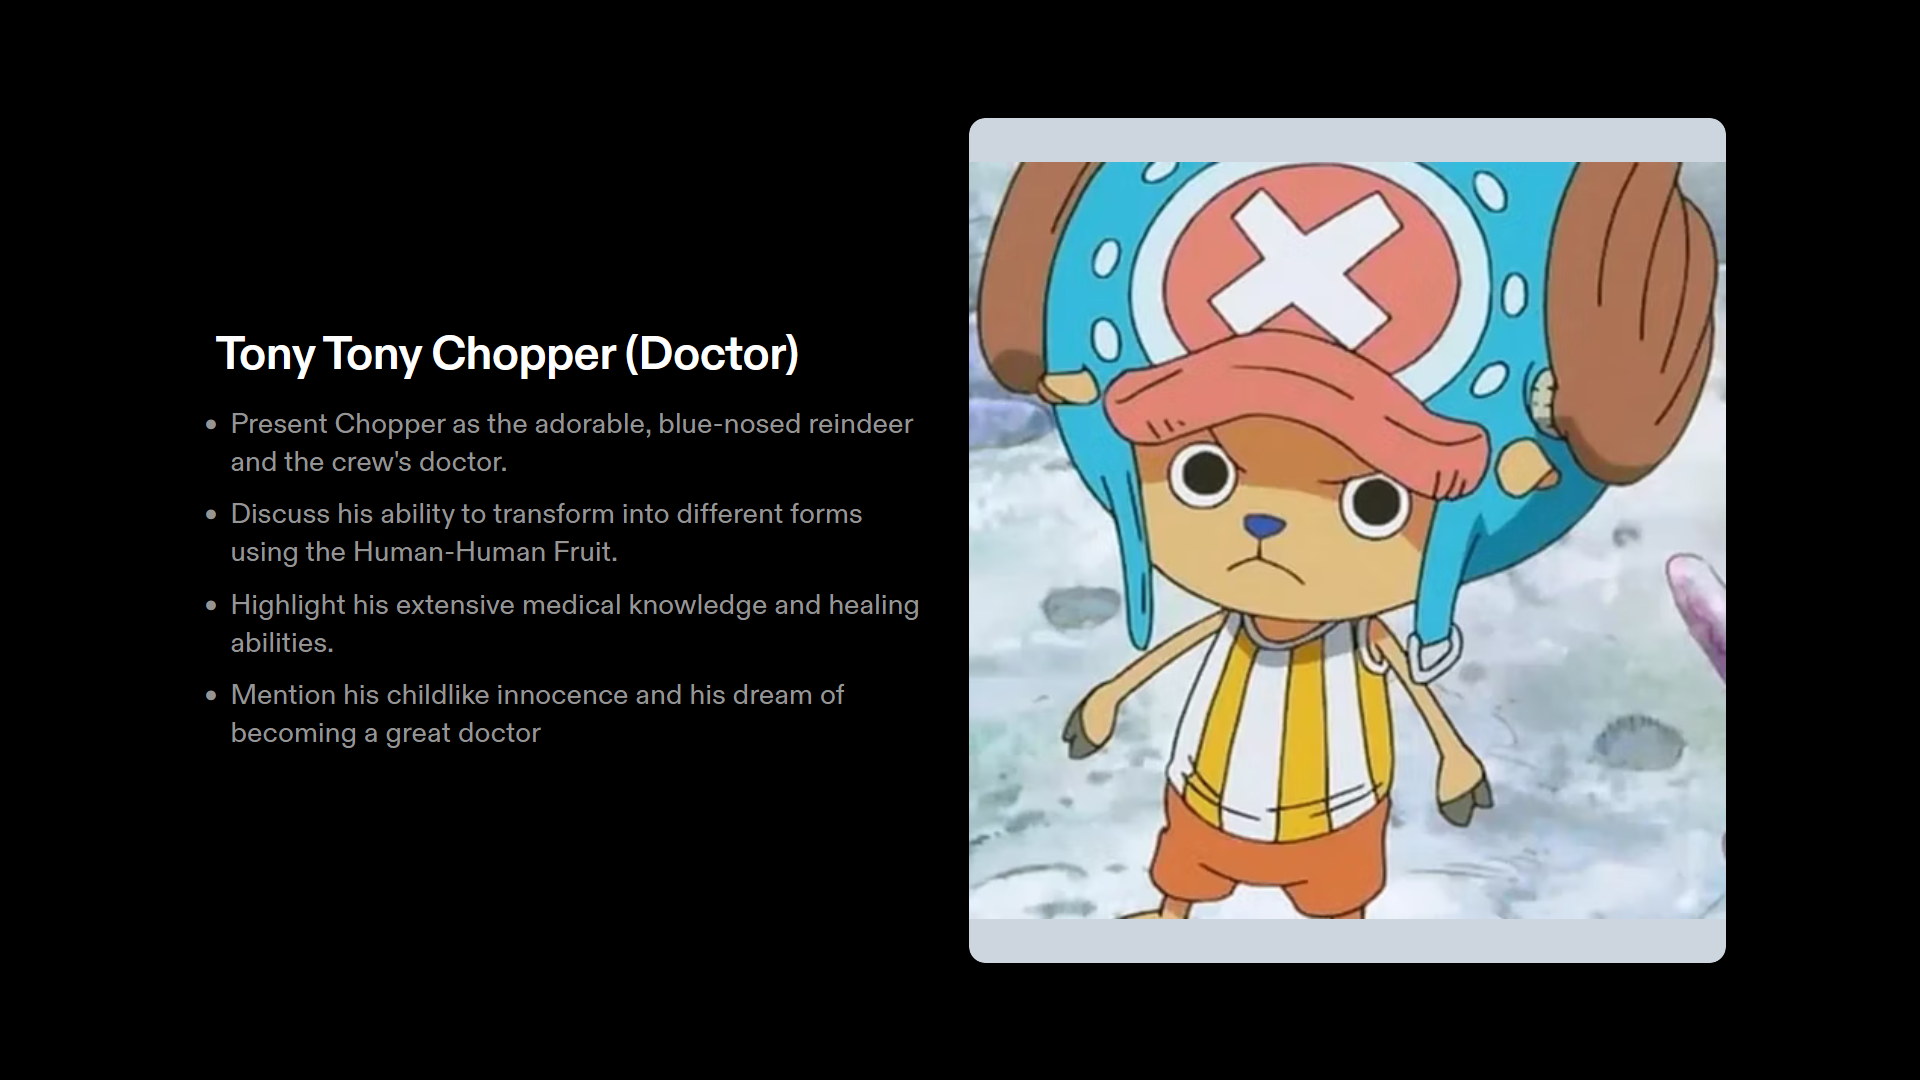 Tony Tony Chopper (Doctor)
• Present Chopper as the adorable, blue-nosed reindeer
and the crew's doctor.
• Discuss his ability to transform into different forms
using the Human-Human Fruit.
• Highlight his extensive medical knowledge and healing
abilities.
• Mention his childlike innocence and his dream of
becoming a great doctor